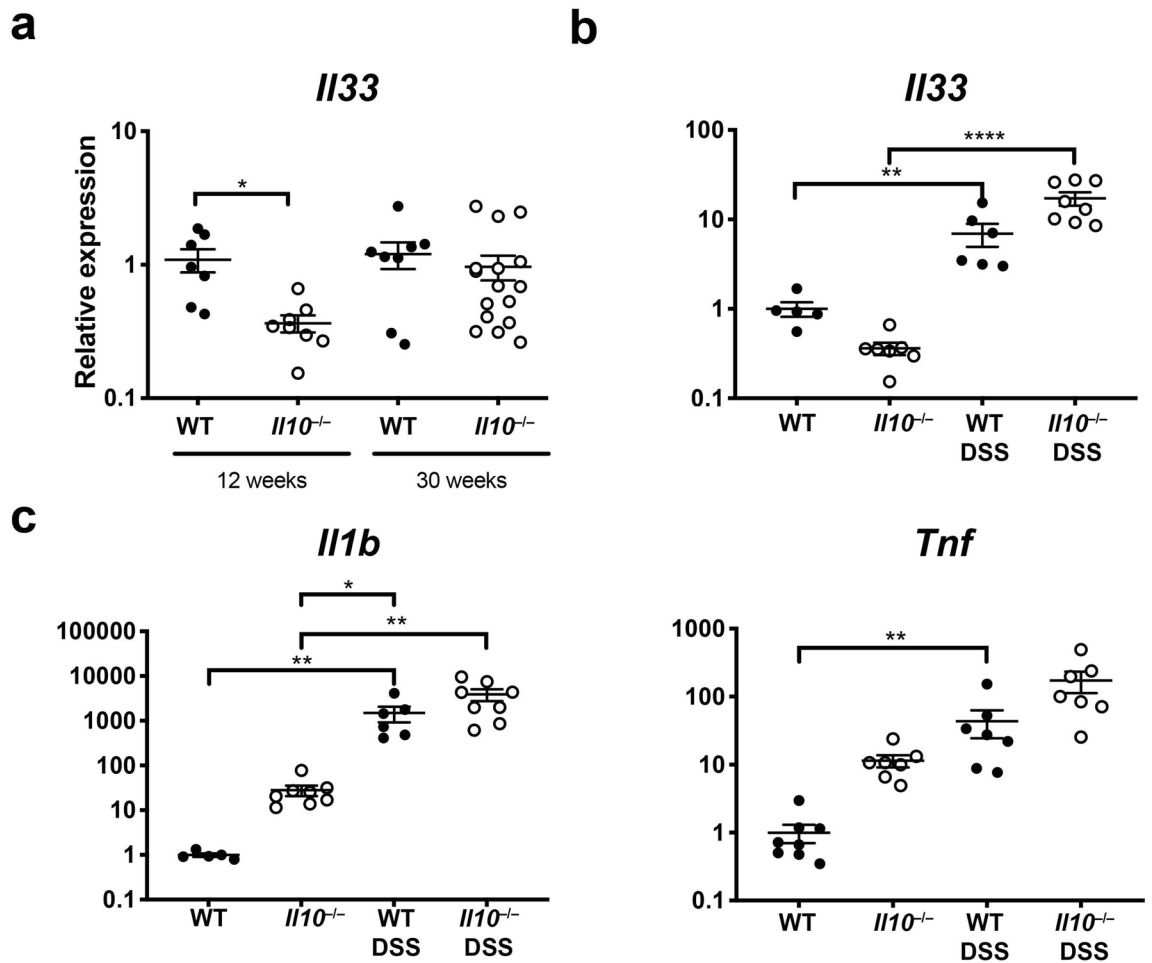 a
Il33
Relative expression
10
1
0.1
*
WT
Il10–/–
WT
Il10–/–
12 weeks
30 weeks
b
Il33
100
10
1
0.1
****
**
WT
Il10–/–
WT
DSS
Il10–/–
DSS
c
Il1b
100000
10000
1000
100
10
1
0.1
*
**
**
WT
Il10–/–
WT
DSS
Il10–/–
DSS
Tnf
1000
100
10
1
0.1
**
WT
Il10–/–
WT
DSS
Il10–/–
DSS